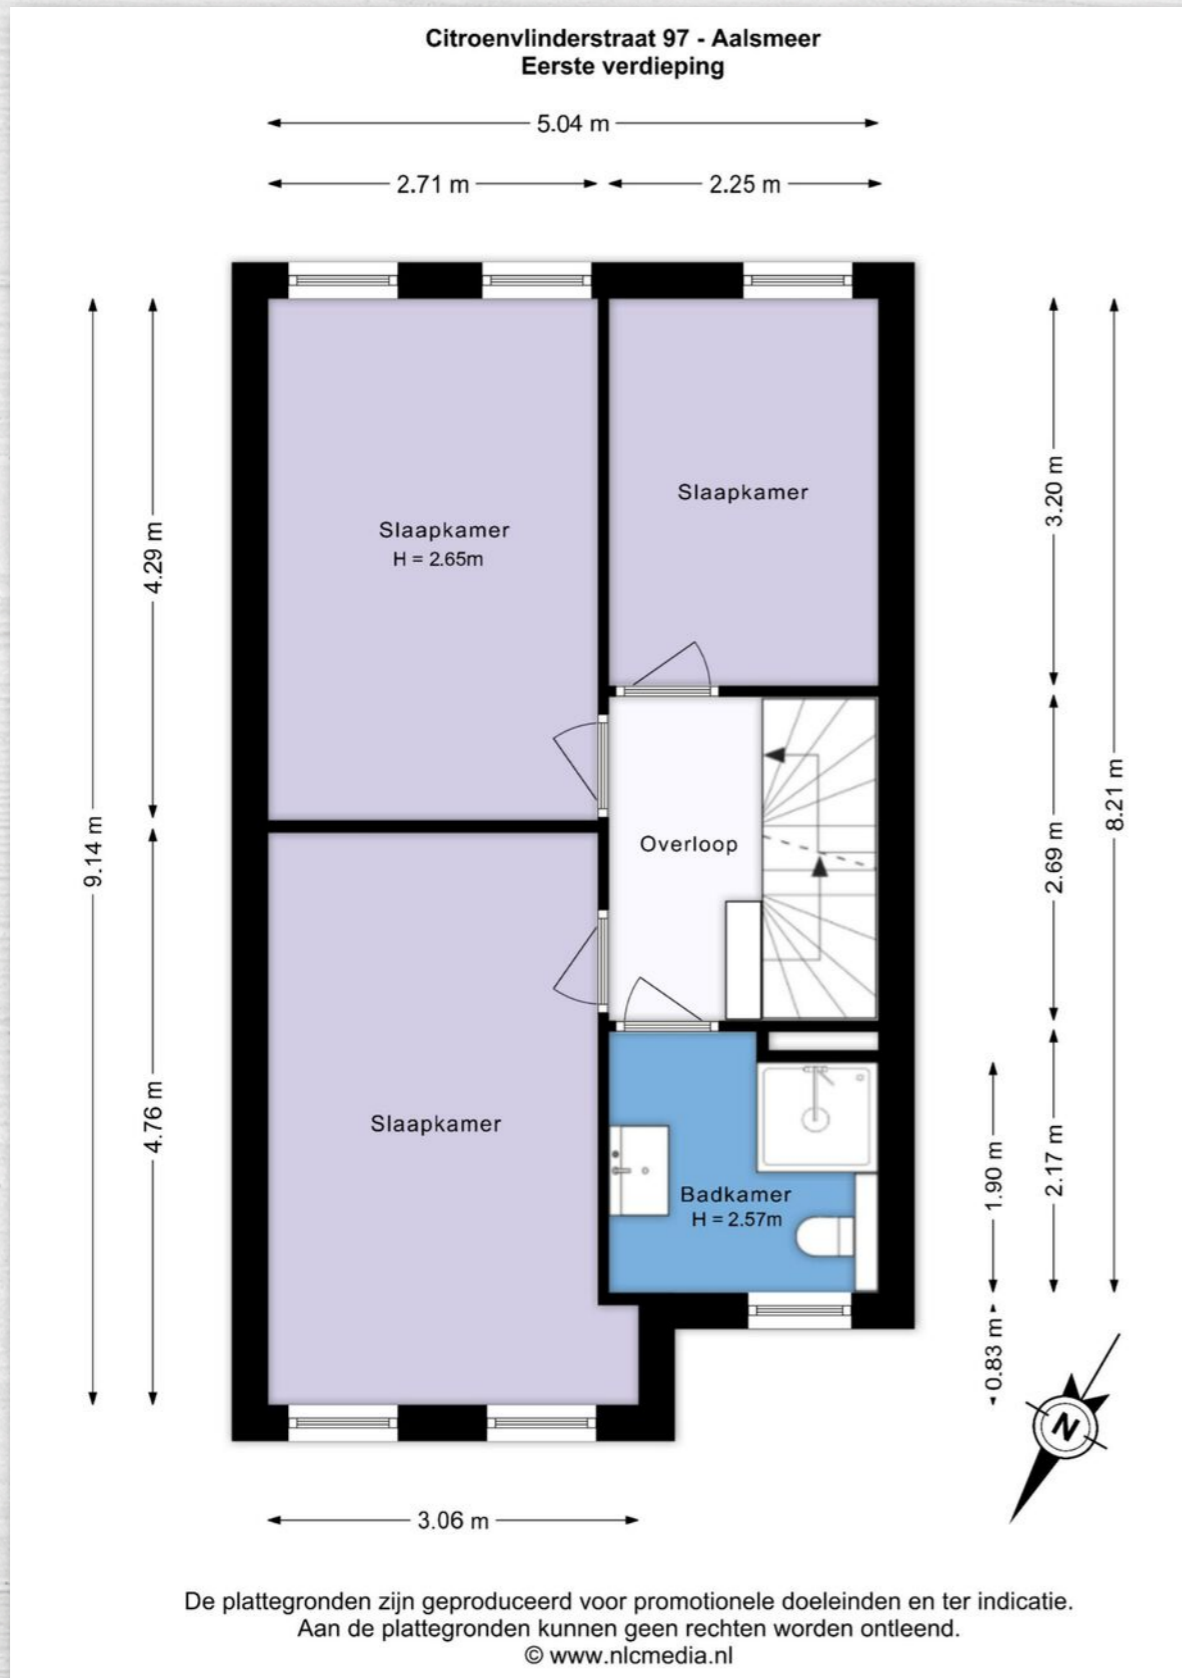 Citroenvlinderstraat 97 - Aalsmeer
Eerste verdieping
5.04 m
2.71 m
2.25 m
Slaapkamer
H = 2.65m
Slaapkamer
4.29 m
3.20 m
9.14 m
8.21 m
Overloop
2.69 m
Slaapkamer
4.76 m
Badkamer
H = 2.57m
1.90 m
2.17 m
0.83 m
N
3.06 m
De plattegronden zijn geproduceerd voor promotionele doeleinden en ter indicatie.
Aan de plattegronden kunnen geen rechten worden ontleend.
© www.nlcmedia.nl